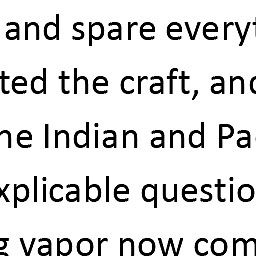 and spare everyt
ted the craft, and
he Indian and Pa
xplicable questio
g vapor now com